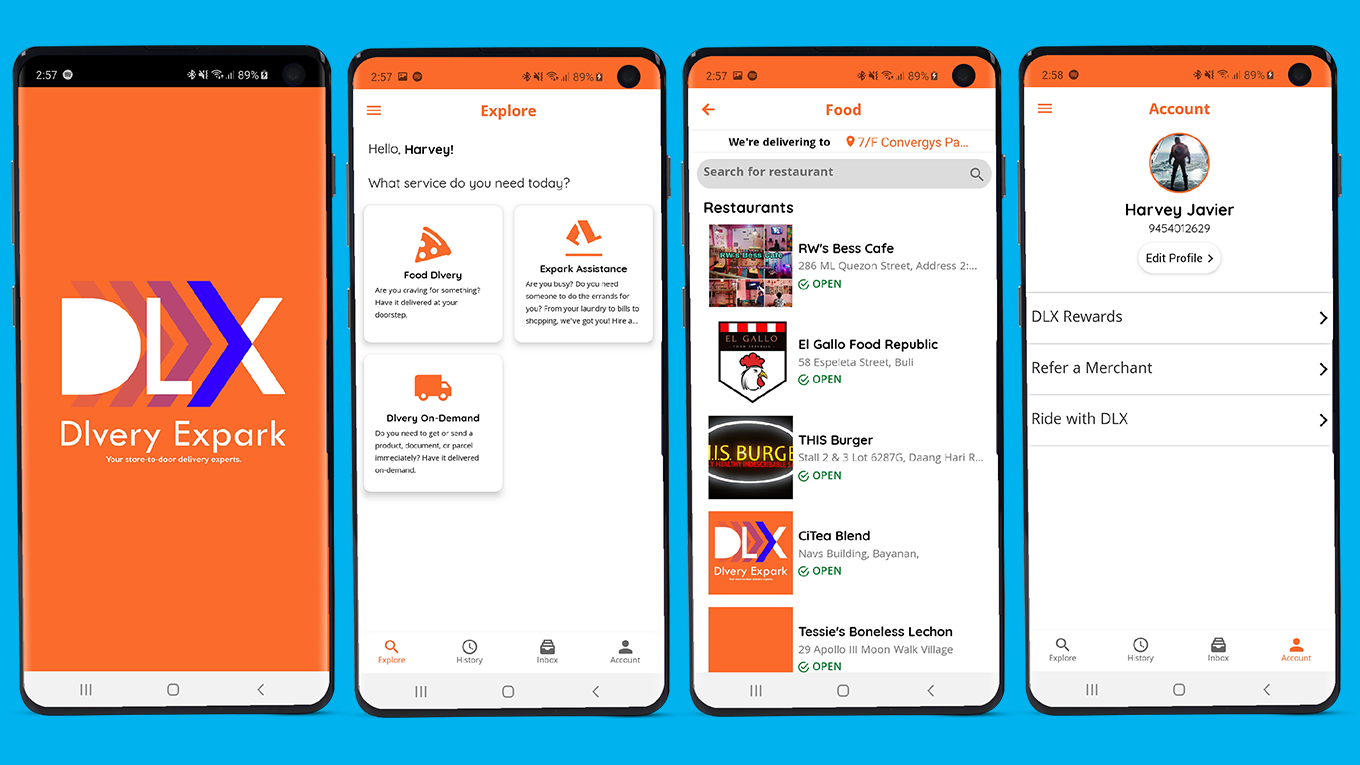 2:57
89%
DLX
Dlvery Expark
Your store-to-door delivery experts.
2:57
89%
Explore
Hello, Harvey!
What service do you need today?
Food Dlvery
Are you craving for something?
Have it delivered at your
doorstep.
Expark Assistance
Are you busy? Do you need
someone to do the errands for
you? From your laundry to bills to
shopping, we've got you! Hire a...
Dlvery On-Demand
Do you need to get or send a
product, document, or parcel
immediately? Have it delivered
on-demand.
Explore
History
Inbox
Account
2:57
89%
Food
We're delivering to
7/F Convergys Pa...
Search for restaurant
Restaurants
RW's Bess Cafe
RW's Bess Cafe
286 ML Quezon Street, Address 2:...
OPEN
EL GALLO
El Gallo Food Republic
58 Espeleta Street, Buli
OPEN
H.I.S. BURGE
THIS Burger
Stall 2 & 3 Lot 6287G, Daang Hari R...
OPEN
DLX
Dlvery Expark
CiTea Blend
Navs Building, Bayanan,
OPEN
Tessie's Boneless Lechon
29 Apollo III Moon Walk Village
OPEN
2:58
89%
Account
Harvey Javier
9454012629
Edit Profile
DLX Rewards
Refer a Merchant
Ride with DLX
Explore
History
Inbox
Account